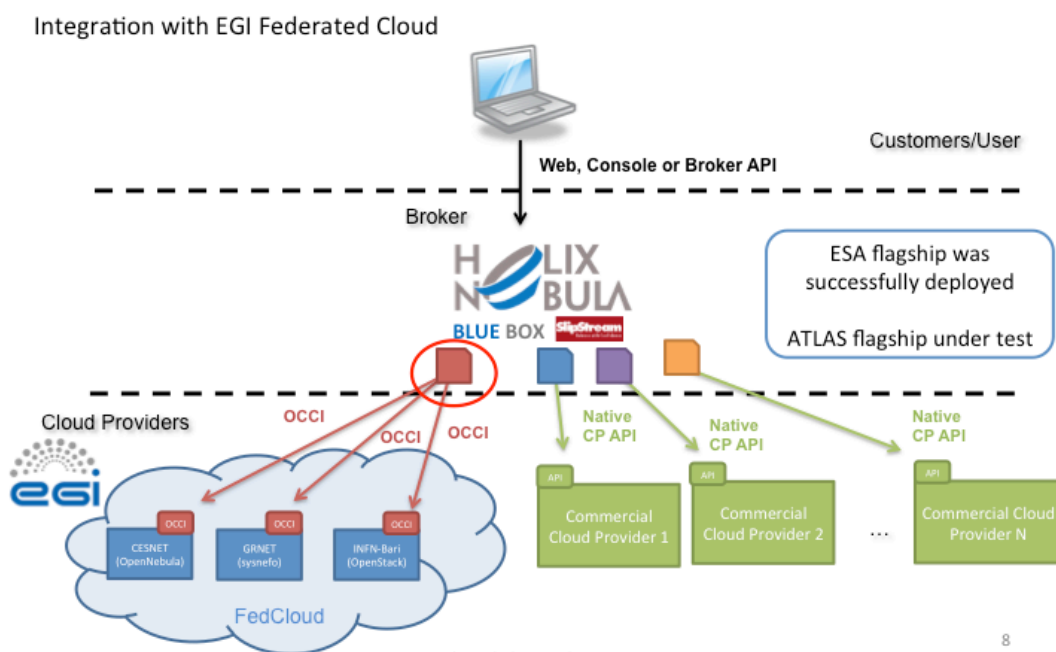 Integration with EGI Federated Cloud
Customers/User
Web, Console or Broker API
Broker
HELIX
NEBULA
BLUE BOX SlipStream
ESA flagship was
successfully deployed
ATLAS flagship under test
Cloud Providers
OCCI
OCCI
OCCI
Native
CP API
Native
CP API
Native
CP API
egi
OCCI
CESNET
(OpenNebula)
OCCI
GRNET
(sysnefo)
OCCI
INFN-Bari
(OpenStack)
FedCloud
API
Commercial
Cloud Provider 1
API
Commercial
Cloud Provider 2
...
API
Commercial Cloud
Provider N
8